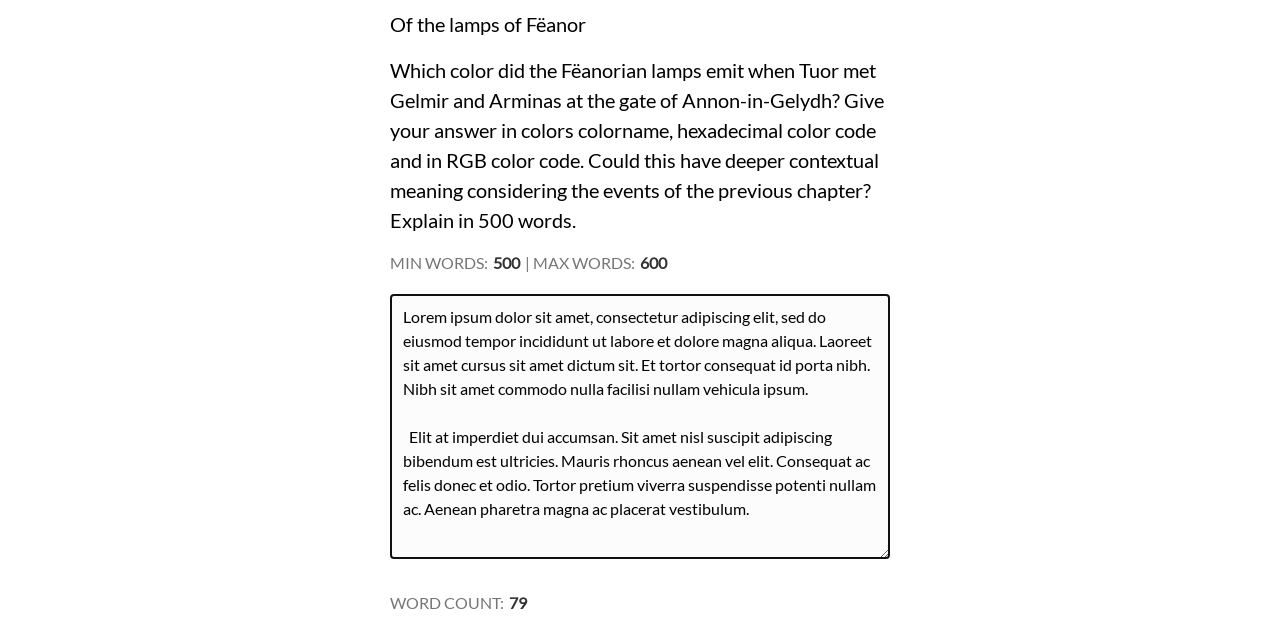 Of the lamps of Fëanor
Which color did the Fëanorian lamps emit when Tuor met
Gelmir and Arminas at the gate of Annon-in-Gelydh? Give
your answer in colors colorname, hexadecimal color code
and in RGB color code. Could this have deeper contextual
meaning considering the events of the previous chapter?
Explain in 500 words.
MIN WORDS: 500 | MAX WORDS: 600
Lorem ipsum dolor sit amet, consectetur adipiscing elit, sed do
eiusmod tempor incididunt ut labore et dolore magna aliqua. Laoreet
sit amet cursus sit amet dictum sit. Et tortor consequat id porta nibh.
Nibh sit amet commodo nulla facilisi nullam vehicula ipsum.
Elit at imperdiet dui accumsan. Sit amet nisl suscipit adipiscing
bibendum est ultricies. Mauris rhoncus aenean vel elit. Consequat ac
felis donec et odio. Tortor pretium viverra suspendisse potenti nullam
ac. Aenean pharetra magna ac placerat vestibulum.
WORD COUNT: 79